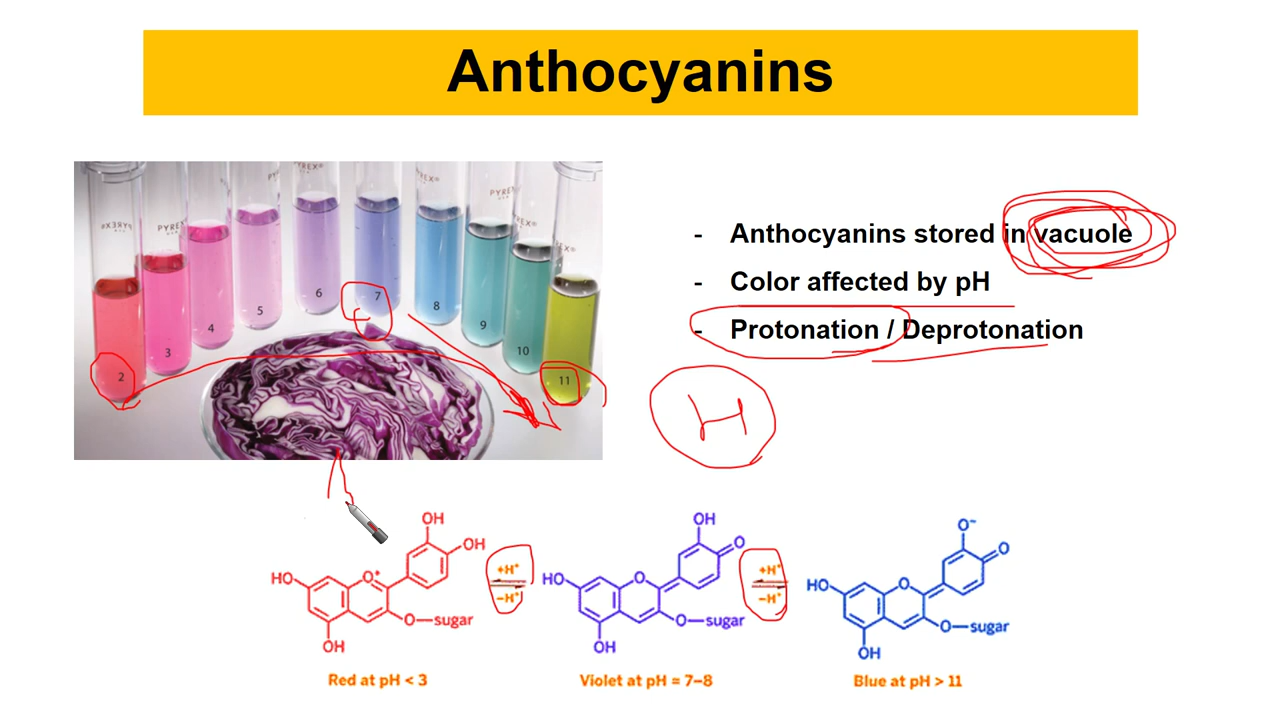 Anthocyanins
PYREX®
PYREX®
PYREX®
PYREX®
PYREX®
2
3
4
5
6
7
8
9
10
11
- Anthocyanins stored in vacuole
- Color affected by pH
- Protonation / Deprotonation
H
OH
OH
HO
O⁺
O—sugar
OH
+H⁺
−H⁺
OH
O
HO
O
O—sugar
OH
+H⁺
−H⁺
O⁻
O
HO
O
O—sugar
OH
Red at pH < 3
Violet at pH = 7–8
Blue at pH > 11